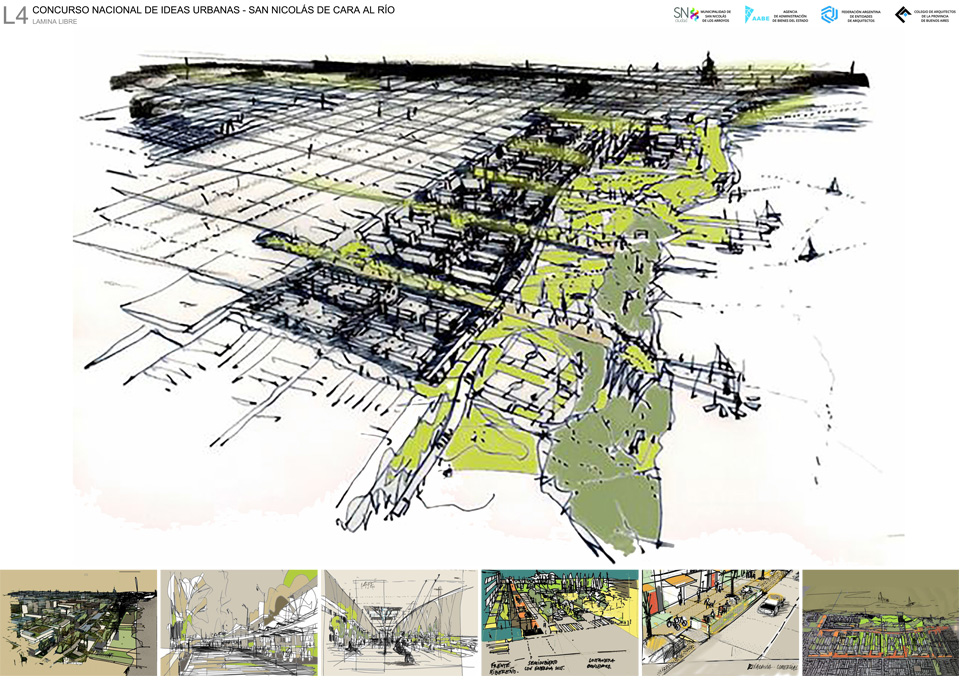 L4
CONCURSO NACIONAL DE IDEAS URBANAS - SAN NICOLÁS DE CARA AL RÍO
LAMINA LIBRE
SN
CIUDAD
MUNICIPALIDAD DE
SAN NICOLÁS
DE LOS ARROYOS
AABE
AGENCIA
DE ADMINISTRACIÓN
DE BIENES DEL ESTADO
FEDERACIÓN ARGENTINA
DE ENTIDADES
DE ARQUITECTOS
COLEGIO DE ARQUITECTOS
DE LA PROVINCIA
DE BUENOS AIRES
FRENTE
RIBEREÑO.